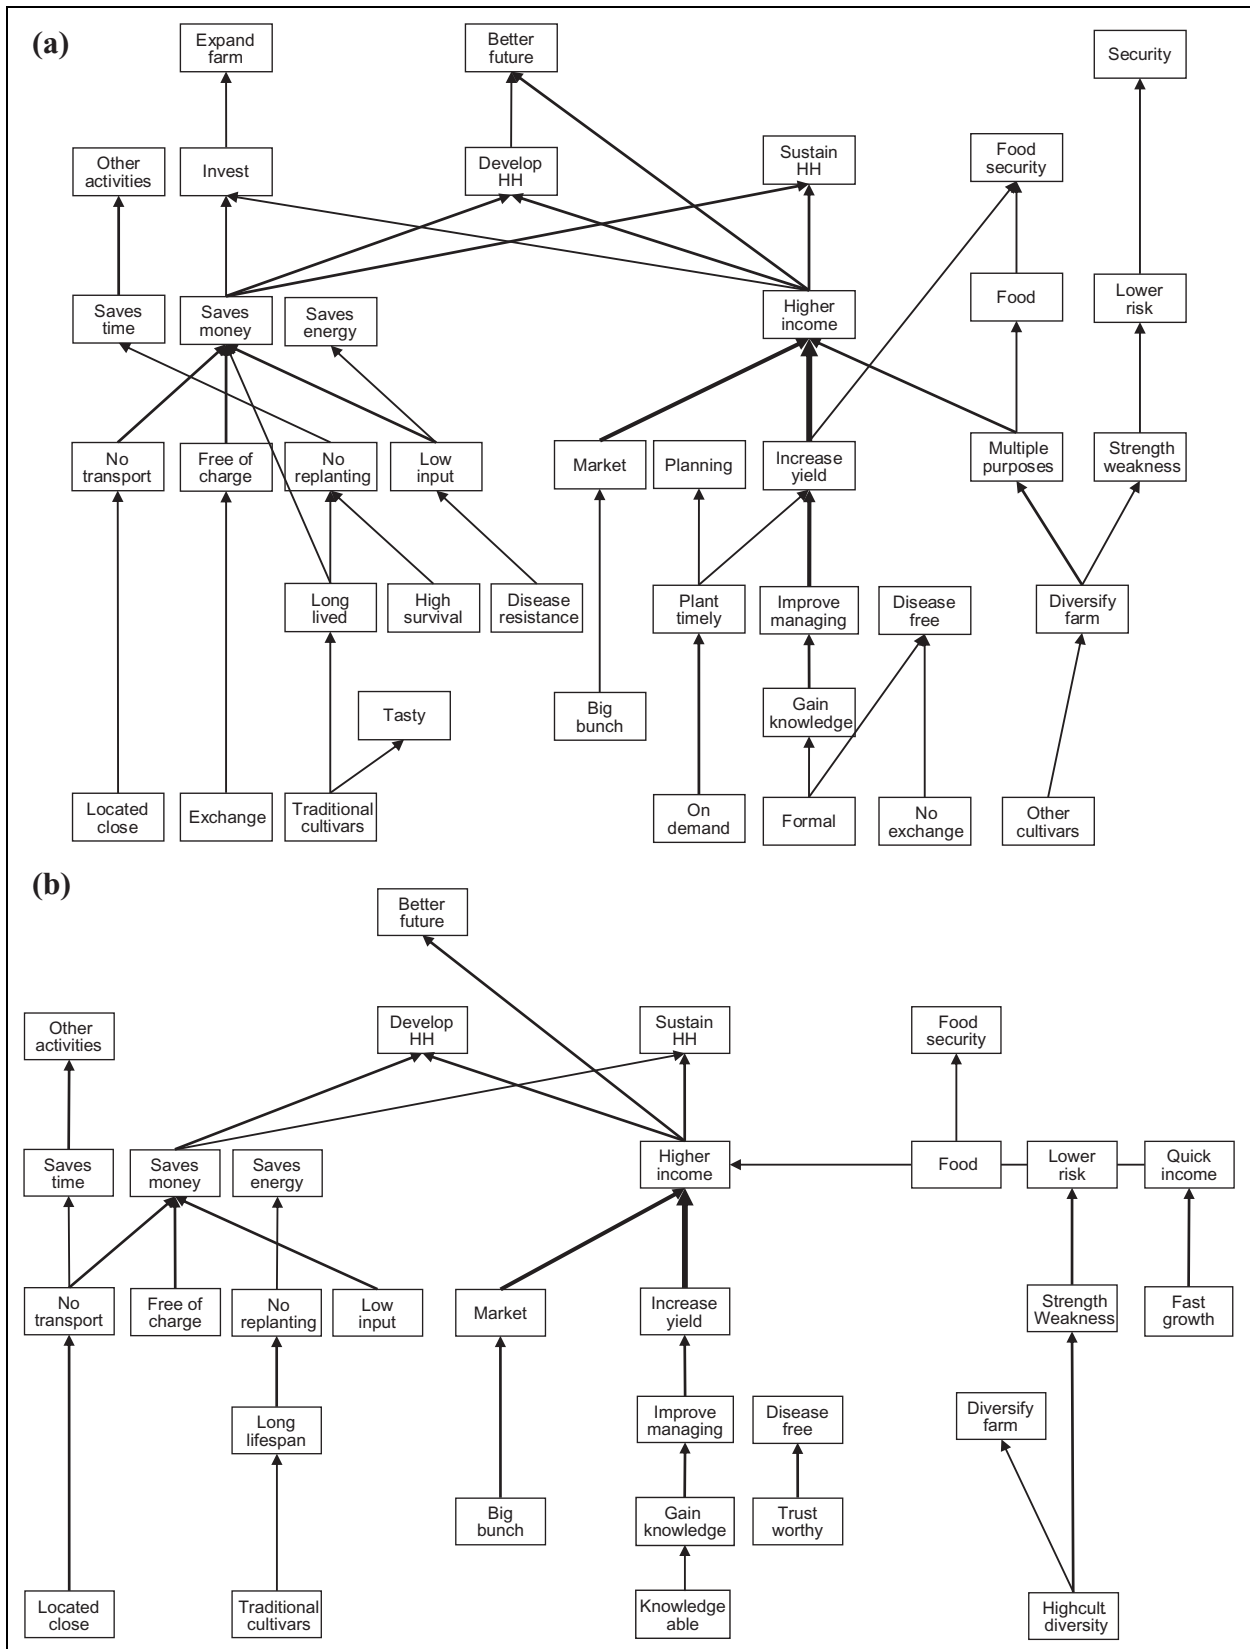 (a)
Expand
farm
Better
future
Security
Other
activities
Invest
Develop
HH
Sustain
HH
Food
security
Saves
time
Saves
money
Saves
energy
Higher
income
Food
Lower
risk
No
transport
Free of
charge
No
replanting
Low
input
Market
Planning
Increase
yield
Multiple
purposes
Strength
weakness
Long
lived
High
survival
Disease
resistance
Plant
timely
Improve
managing
Disease
free
Diversify
farm
Tasty
Big
bunch
Gain
knowledge
Located
close
Exchange
Traditional
cultivars
On
demand
Formal
No
exchange
Other
cultivars
(b)
Better
future
Other
activities
Develop
HH
Sustain
HH
Food
security
Saves
time
Saves
money
Saves
energy
Higher
income
Food
Lower
risk
Quick
income
No
transport
Free of
charge
No
replanting
Low
input
Market
Increase
yield
Strength
Weakness
Fast
growth
Long
lifespan
Improve
managing
Disease
free
Diversify
farm
Big
bunch
Gain
knowledge
Trust
worthy
Located
close
Traditional
cultivars
Knowledge
able
Highcult.
diversity